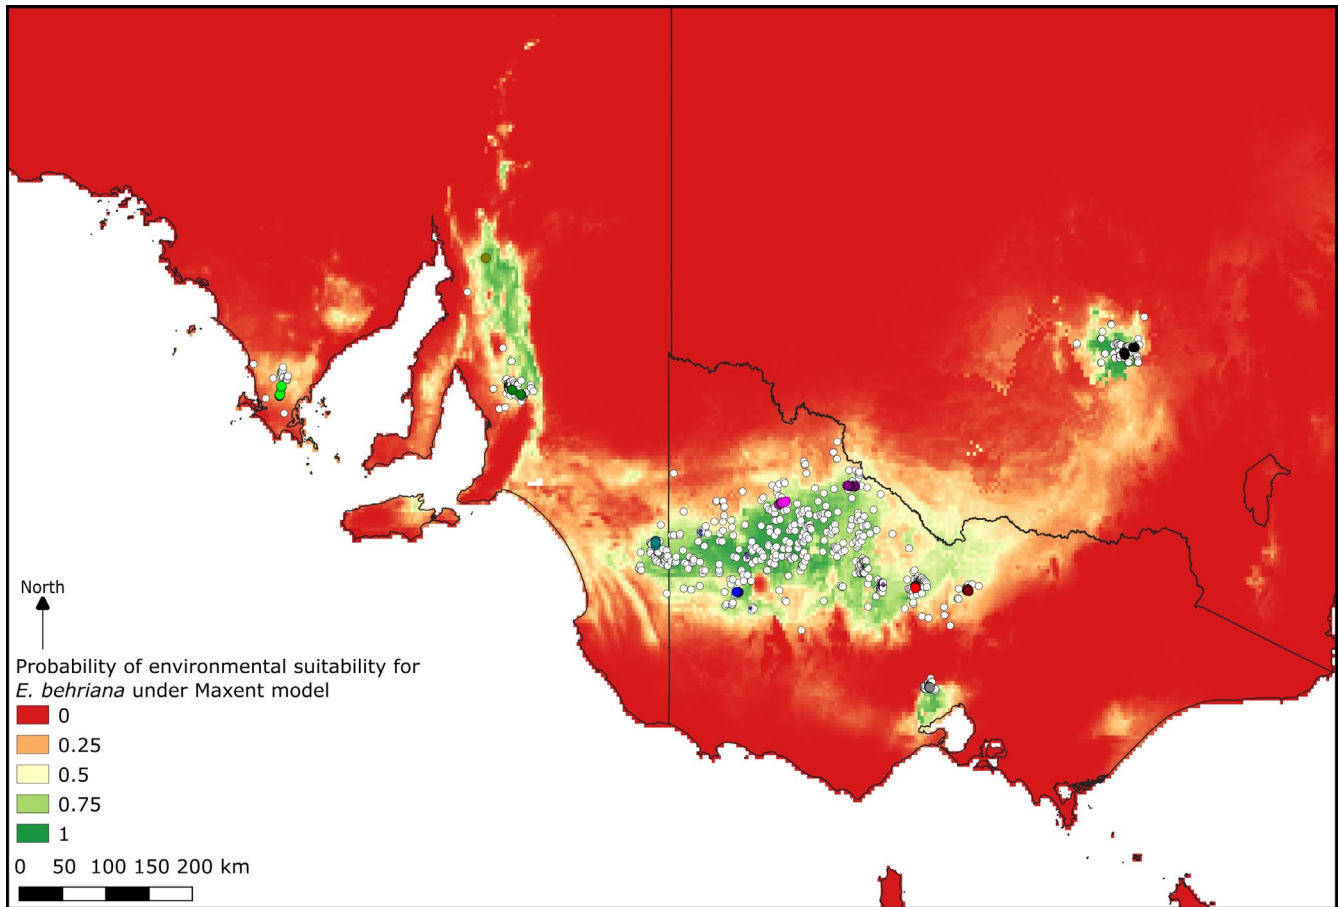 North
Probability of environmental suitability for
E. behriana under Maxent model
0
0.25
0.5
0.75
1
0 50 100 150 200 km